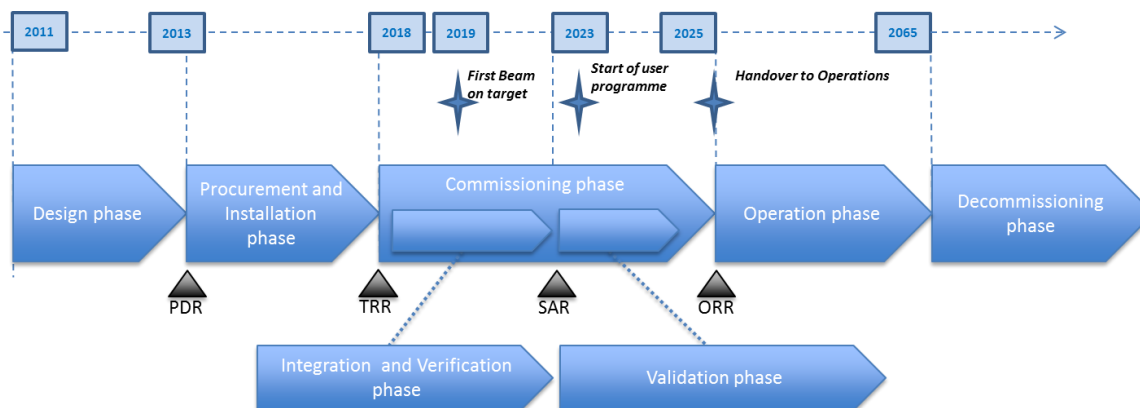 2011
2013
2018
2019
2023
2025
2065
First Beam
on target
Start of user
programme
Handover to Operations
Design phase
Procurement and
Installation
phase
Commissioning phase
Operation phase
Decommissioning
phase
PDR
TRR
SAR
ORR
Integration and Verification
phase
Validation phase